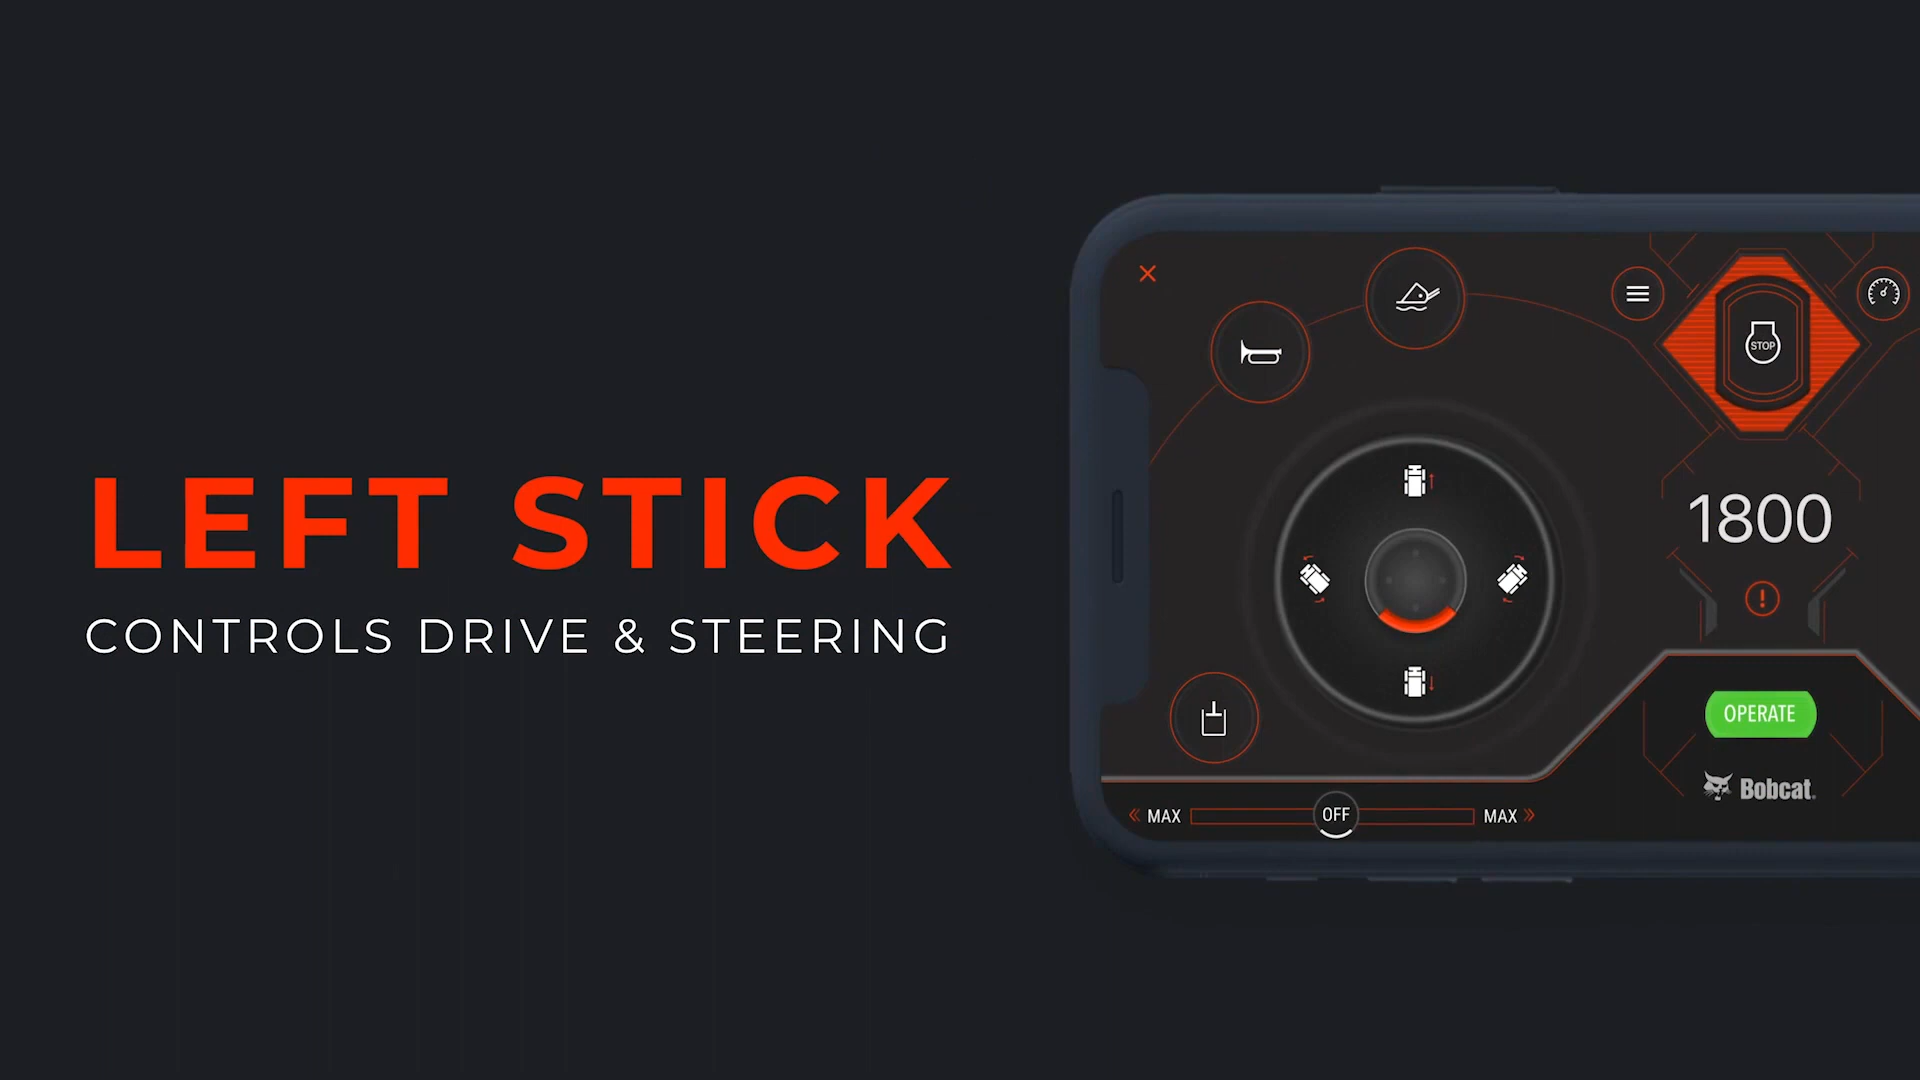 LEFT STICK
CONTROLS DRIVE & STEERING
STOP
1800
!
OPERATE
Bobcat.
« MAX OFF MAX »